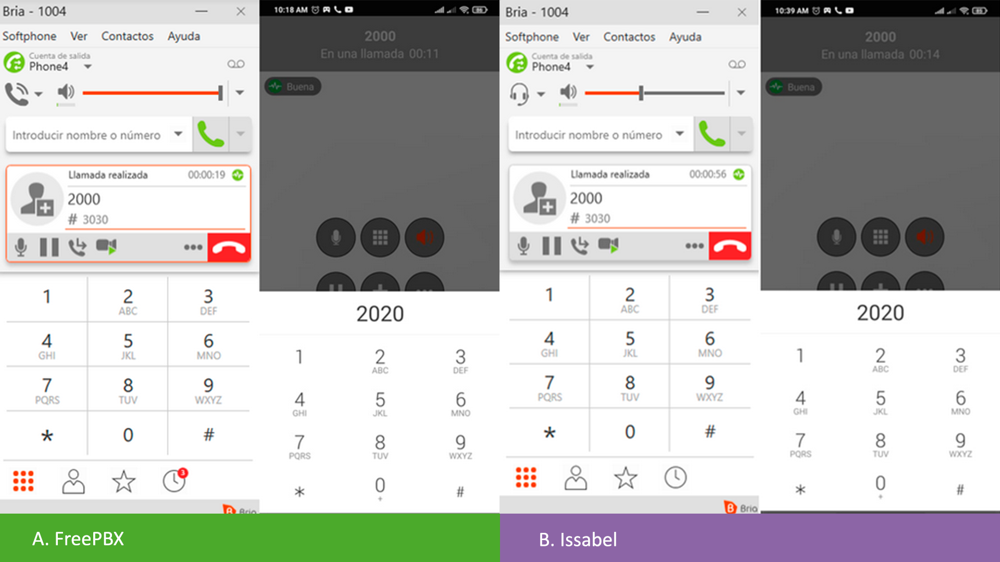 Bria - 1004
Softphone Ver Contactos Ayuda
Cuenta de salida
Phone4
Introducir nombre o número
Llamada realizada 00:00:19
2000
# 3030
1 2 3
ABC DEF
4 5 6
GHI JKL MNO
7 8 9
PQRS TUV WXYZ
* 0 #
3
Bria
10:18 AM
86
2000
En una llamada 00:11
Buena
2020
1 2 3
ABC DEF
4 5 6
GHI JKL MNO
7 8 9
PQRS TUV WXYZ
* 0 #
+
A. FreePBX
Bria - 1004
Softphone Ver Contactos Ayuda
Cuenta de salida
Phone4
Introducir nombre o número
Llamada realizada 00:00:56
2000
# 3030
1 2 3
ABC DEF
4 5 6
GHI JKL MNO
7 8 9
PQRS TUV WXYZ
* 0 #
Bria
10:39 AM
2000
En una llamada 00:14
Buena
2020
1 2 3
ABC DEF
4 5 6
GHI JKL MNO
7 8 9
PQRS TUV WXYZ
* 0 #
+
B. Issabel